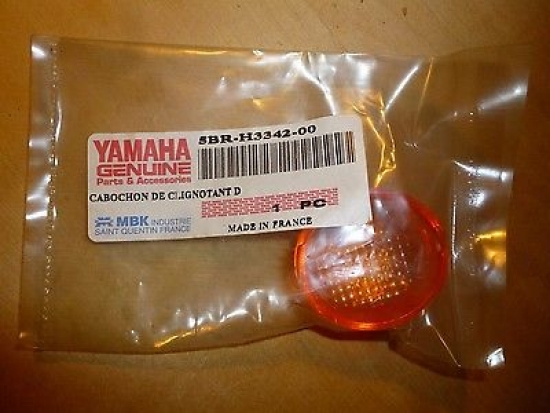 YAMAHA
GENUINE
Parts & Accessories
5BR-H3342-00
CABOCHON DE CLIGNOTANT D
1 PC
MBK INDUSTRIE
SAINT QUENTIN FRANCE
MADE IN FRANCE